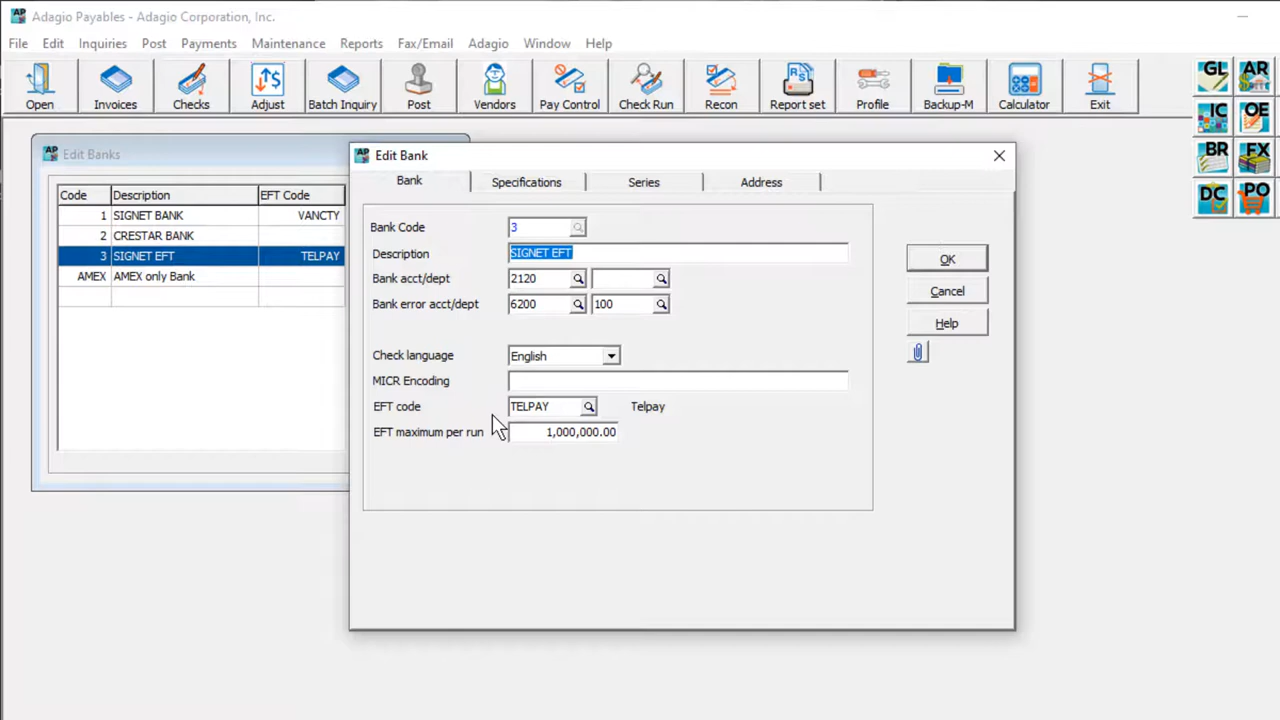 AP Adagio Payables - Adagio Corporation, Inc.
File Edit Inquiries Post Payments Maintenance Reports Fax/Email Adagio Window Help
Open Invoices Checks Adjust Batch Inquiry Post Vendors Pay Control Check Run Recon Report set Profile Backup-M Calculator Exit
GL AR
IC OE
BR FX
DC PO
AP Edit Banks
Code Description EFT Code
1 SIGNET BANK VANCTY
2 CRESTAR BANK
3 SIGNET EFT TELPAY
AMEX AMEX only Bank
AP Edit Bank
Bank Specifications Series Address
Bank Code 3
Description SIGNET EFT
Bank acct/dept 2120
Bank error acct/dept 6200 100
Check language English
MICR Encoding
EFT code TELPAY Telpay
EFT maximum per run 1,000,000.00
OK
Cancel
Help